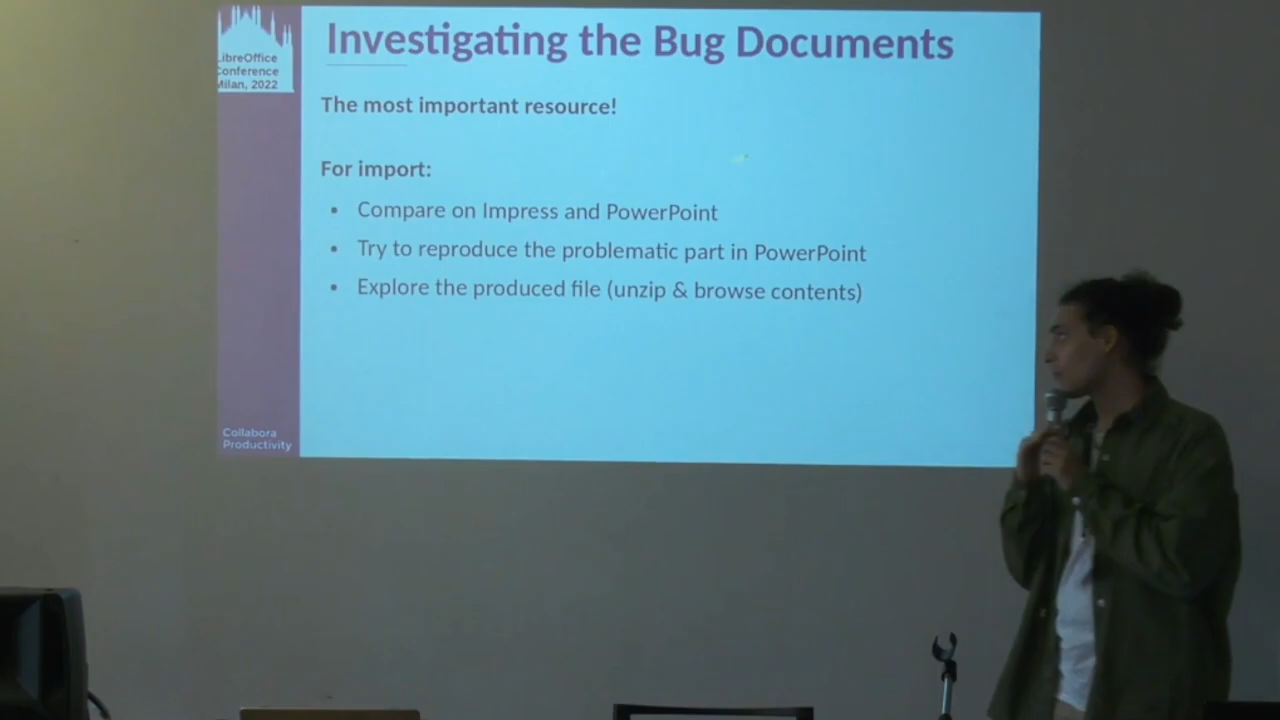 Investigating the Bug Documents
LibreOffice
Conference
Milan, 2022
The most important resource!
For import:
• Compare on Impress and PowerPoint
• Try to reproduce the problematic part in PowerPoint
• Explore the produced file (unzip & browse contents)
Collabora
Productivity